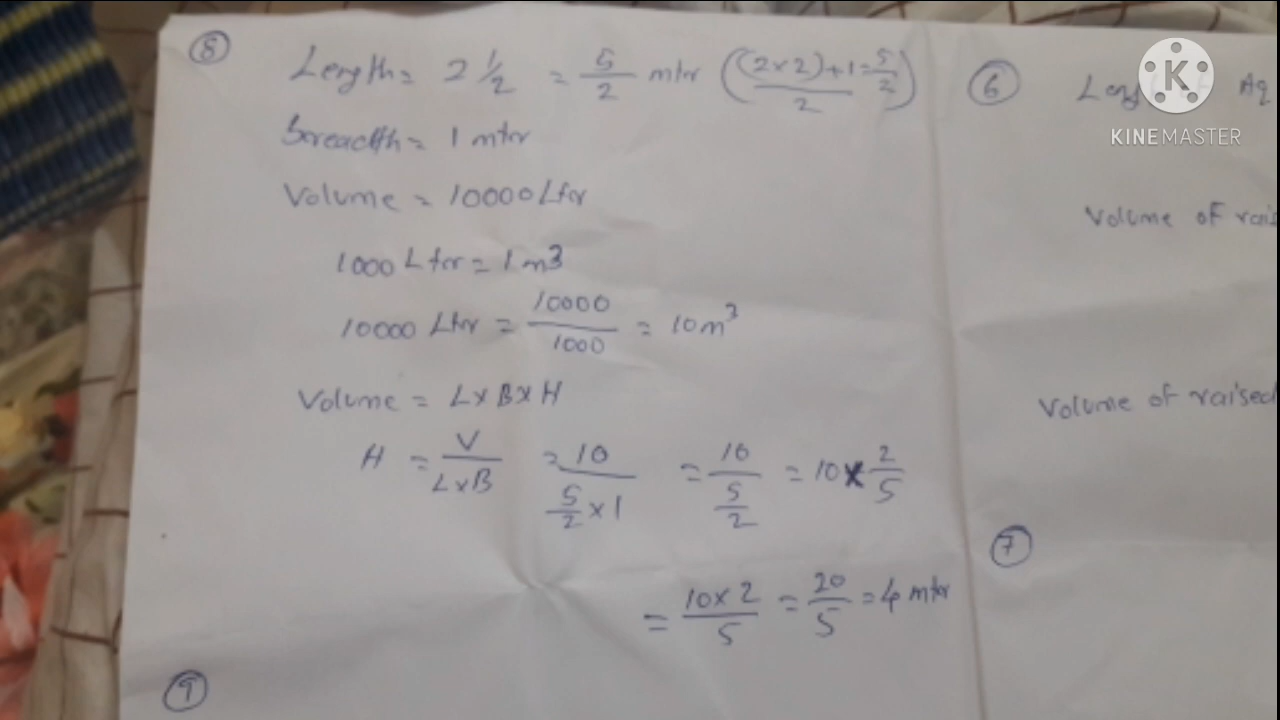 8
Length = 2 1/2 = 5/2 mtr ((2×2)+1/2 = 5/2)
Breadth = 1 mtr
Volume = 10000 Ltr
1000 Ltr = 1 m³
10000 Ltr = 10000/1000 = 10m³
Volume = L×B×H
H = V/(L×B) = 10/(5/2 ×1) = 10/(5/2) = 10 × 2/5
= 10×2/5 = 20/5 = 4 mtr
9
6
Aq
Volume of rais
Volume of raised
7
K
KINEMASTER